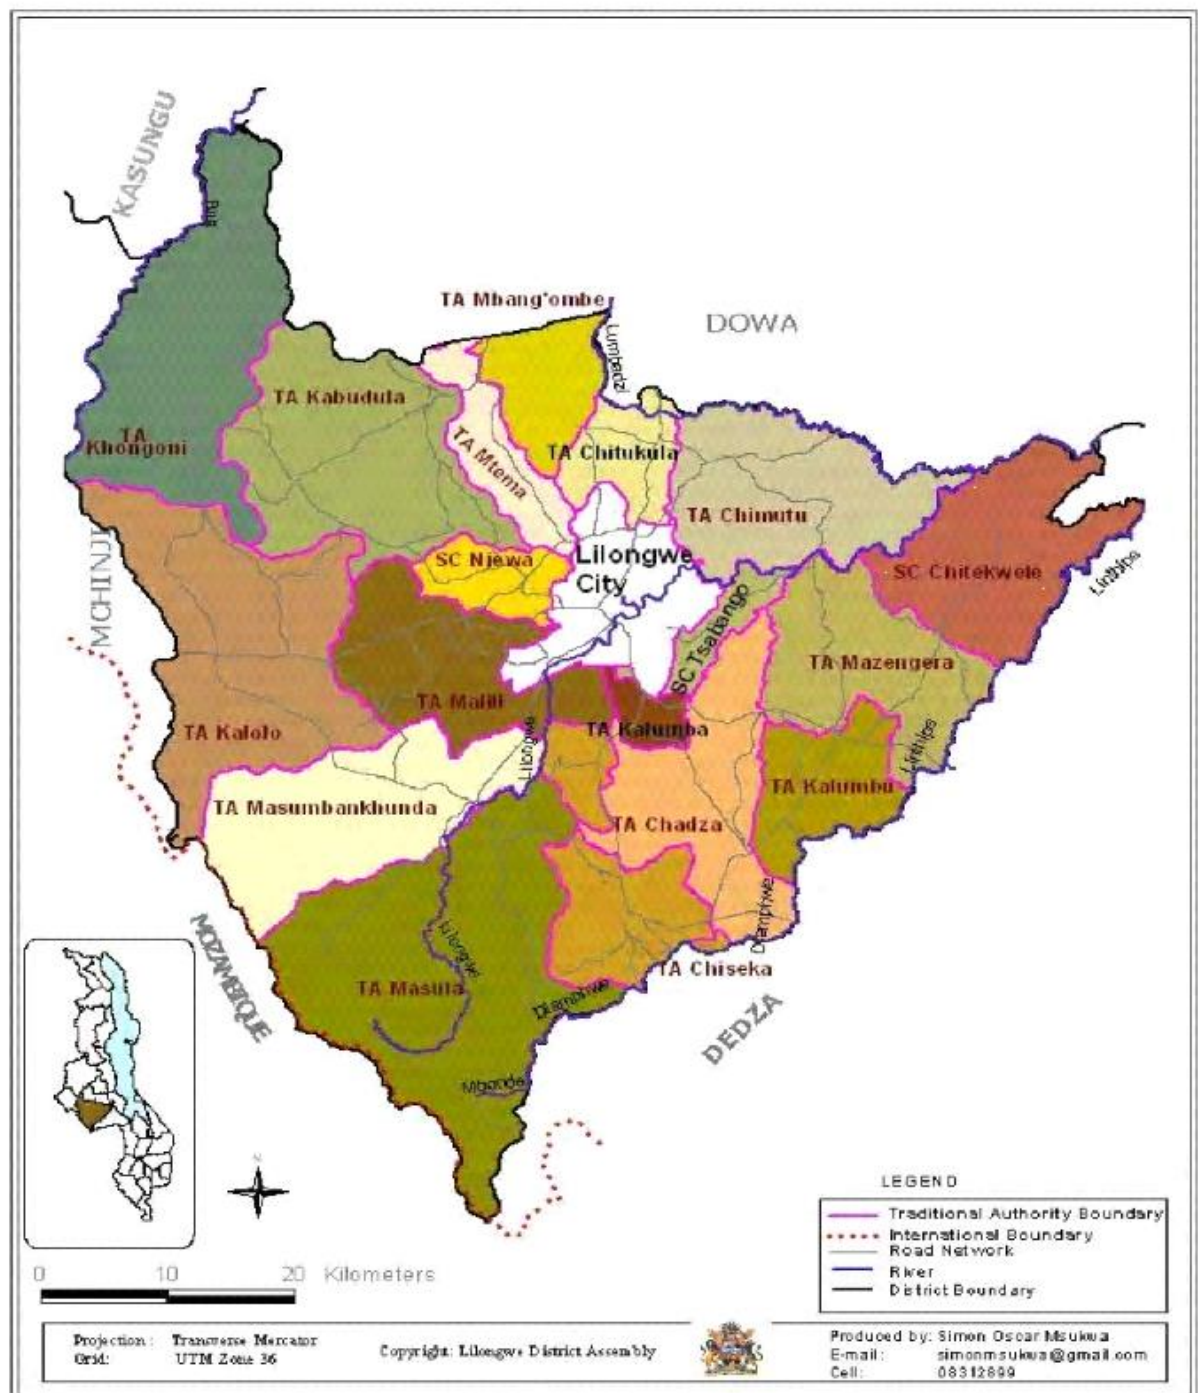 KASUNGU
Bua
TA Mbang'ombe
DOWA
Lumbadzi
TA Kabudula
TA
Khongoni
TA Mtema
TA Chitukula
TA Chimutu
MCHINJI
SC Njewa
Lilongwe
City
SC Chitekwele
Linthipe
SC Tsabango
TA Mazengera
TA Malili
TA Kalolo
TA Kalumba
Lilongwe
Linthipe
TA Masumbankhunda
TA Kalumbu
TA Chadza
Diamphwe
Lilongwe
MOZAMBIQUE
TA Chiseka
TA Masula
Diamphwe
DEDZA
Mbande
N
LEGEND
Traditional Authority Boundary
International Boundary
Road Network
River
District Boundary
0 10 20 Kilometers
Projection : Transverse Mercator
Grid: UTM Zone 36
Copyright: Lilongwe District Assembly
Produced by: Simon Oscar Msukwa
E-mail: simonmsukwa@gmail.com
Cell: 08312899